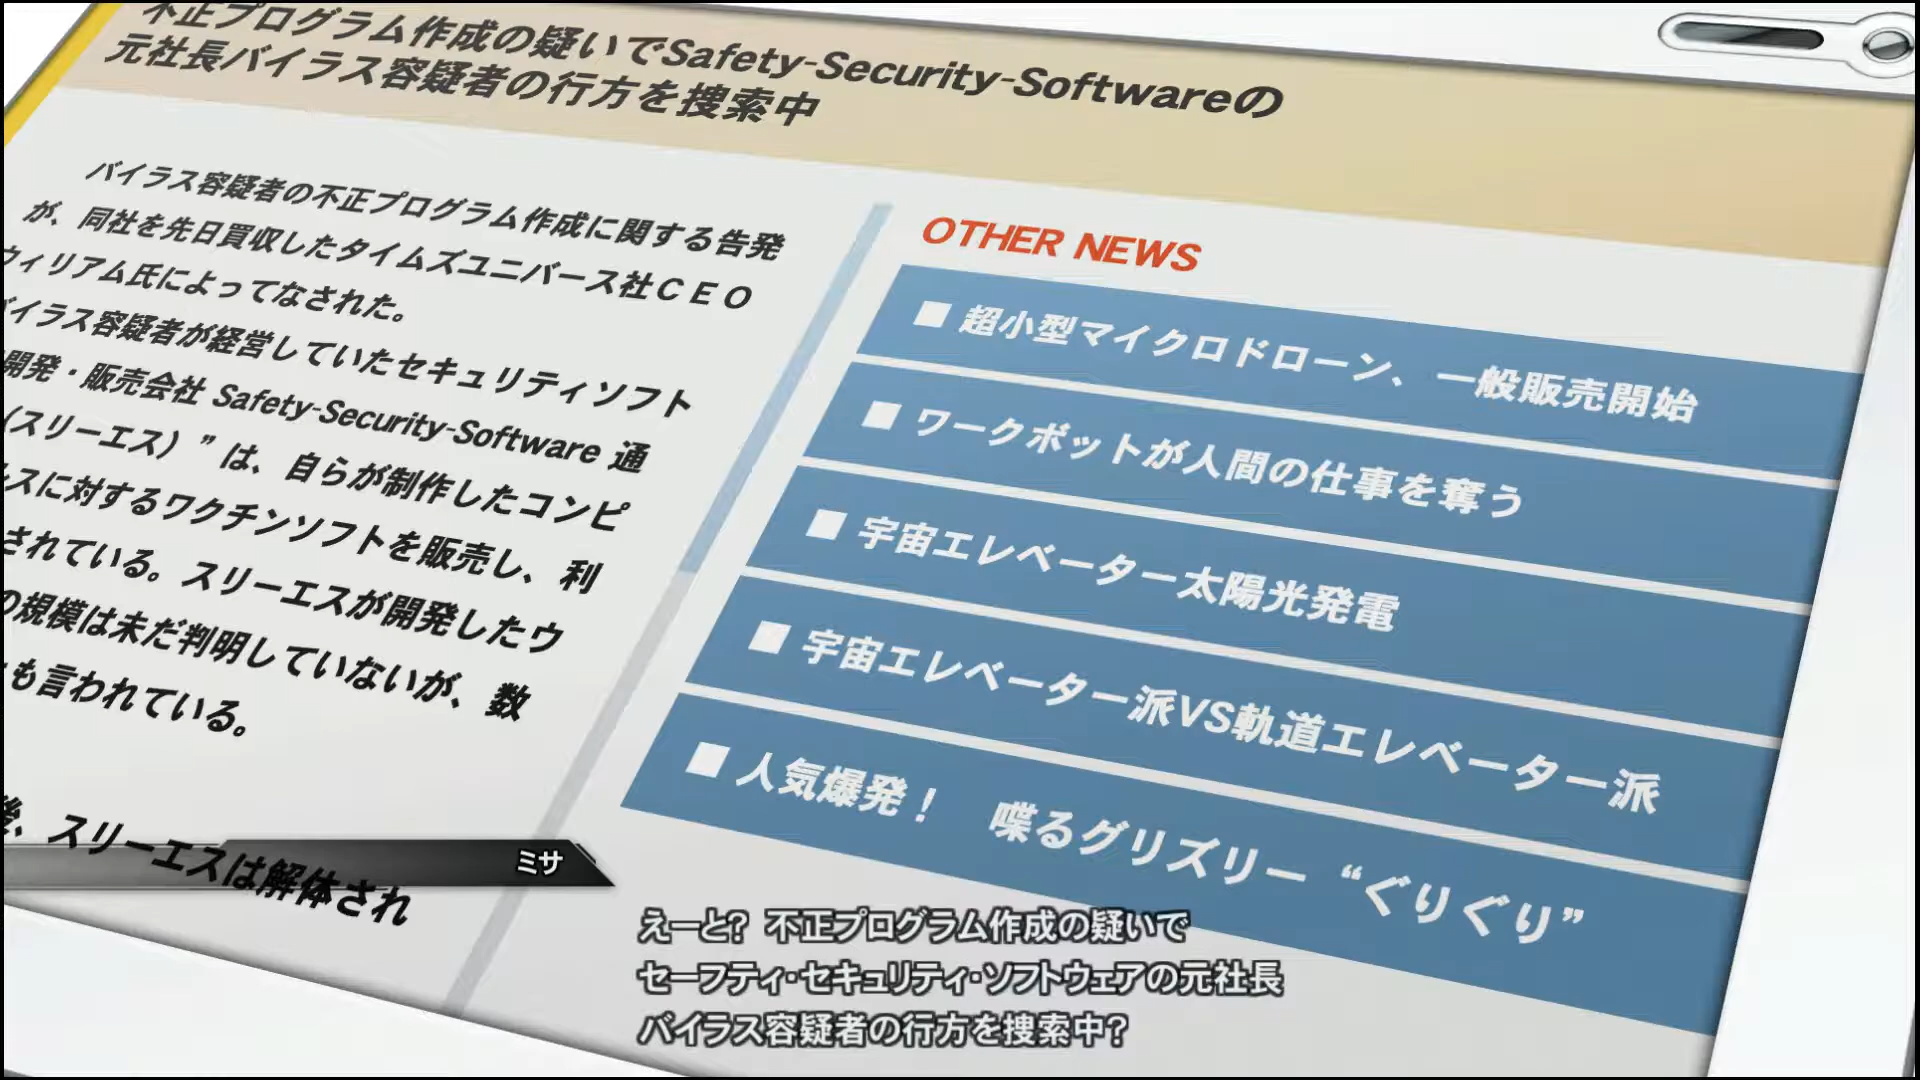 不正プログラム作成の疑いでSafety-Security-Softwareの
元社長バイラス容疑者の行方を捜索中
バイラス容疑者の不正プログラム作成に関する告発
が、同社を先日買収したタイムズユニバース社ＣＥＯ
ウィリアム氏によってなされた。
バイラス容疑者が経営していたセキュリティソフト
開発・販売会社 Safety-Security-Software 通
（スリーエス）”は、自らが制作したコンピ
スに対するワクチンソフトを販売し、利
されている。スリーエスが開発したウ
の規模は未だ判明していないが、数
も言われている。
後、スリーエスは解体され
OTHER NEWS
■ 超小型マイクロドローン、一般販売開始
■ ワークボットが人間の仕事を奪う
■ 宇宙エレベーター太陽光発電
■ 宇宙エレベーター派VS軌道エレベーター派
■ 人気爆発！　喋るグリズリー“ぐりぐり”
ミサ
えーと？ 不正プログラム作成の疑いで
セーフティ・セキュリティ・ソフトウェアの元社長
バイラス容疑者の行方を捜索中？